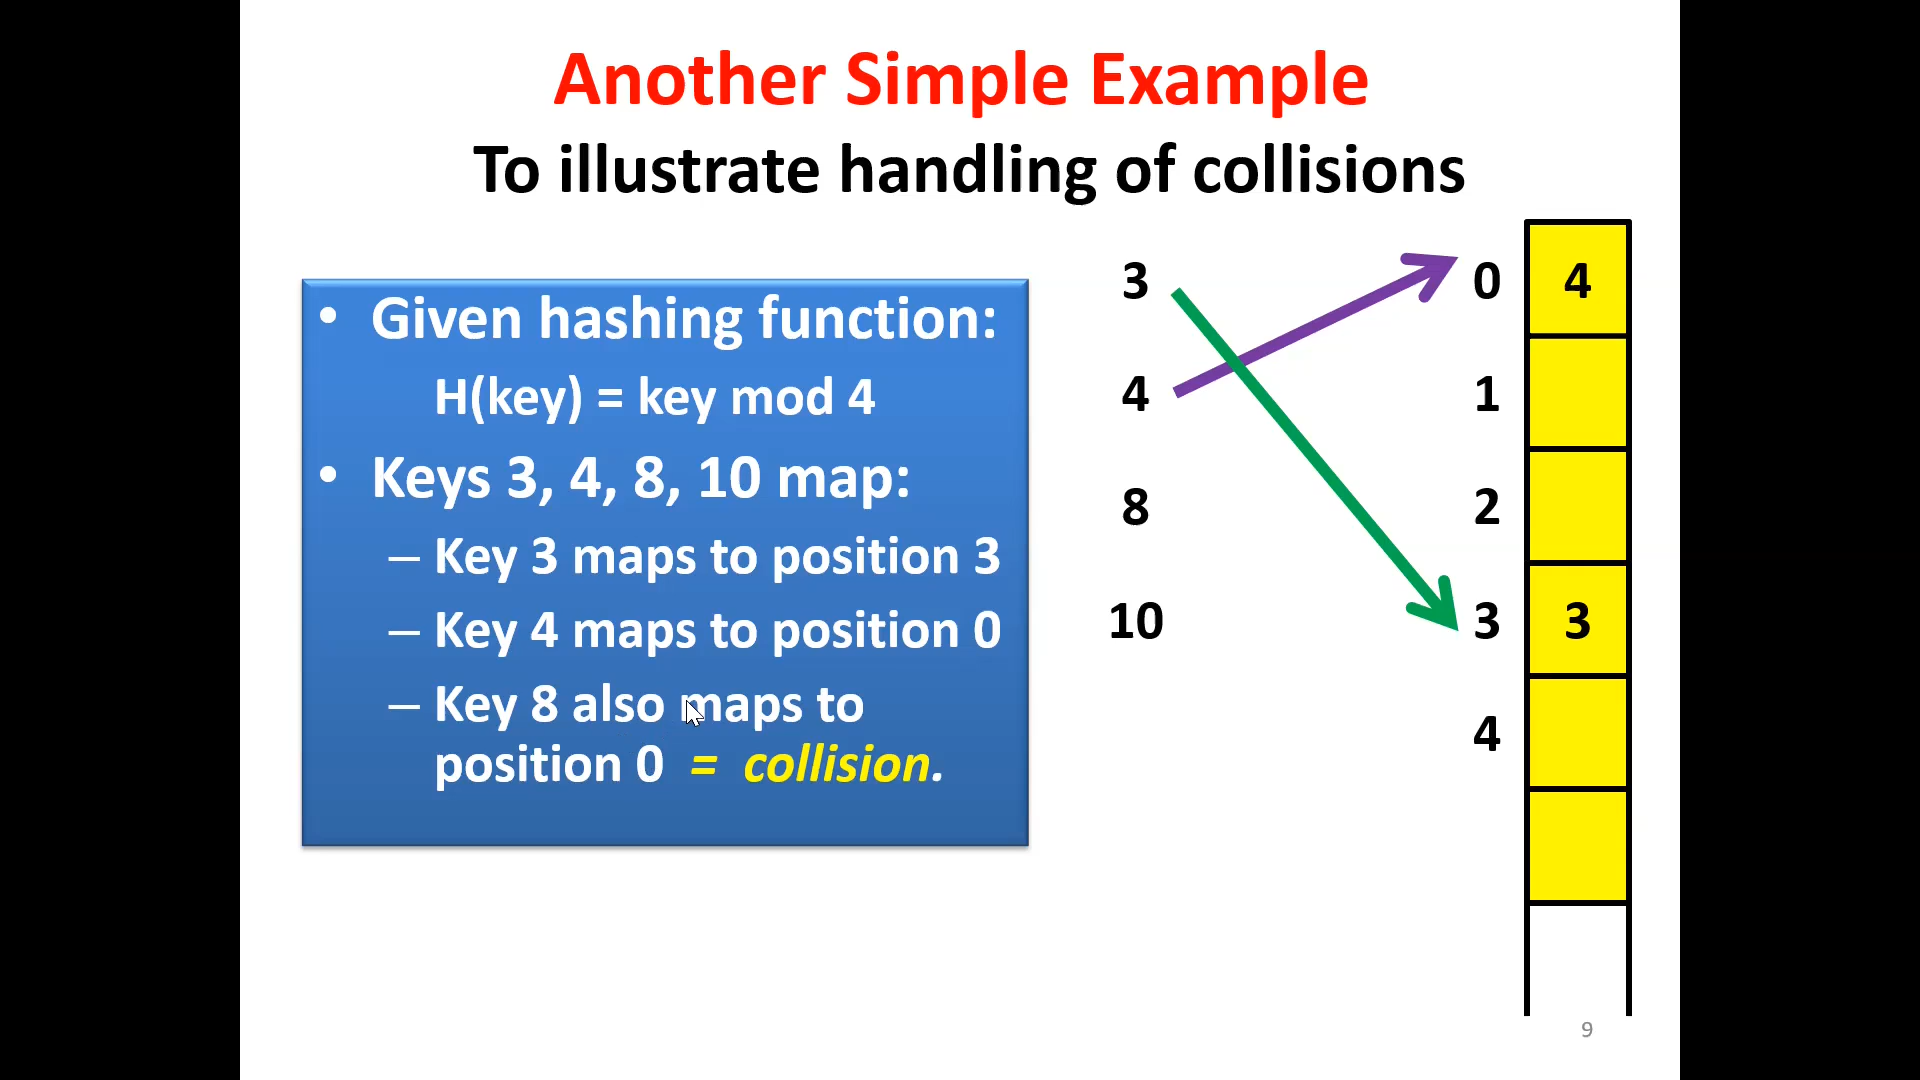 Another Simple Example
To illustrate handling of collisions
• Given hashing function:
H(key) = key mod 4
• Keys 3, 4, 8, 10 map:
– Key 3 maps to position 3
– Key 4 maps to position 0
– Key 8 also maps to
position 0 = collision.
3
4
8
10
0 4
1
2
3 3
4
9